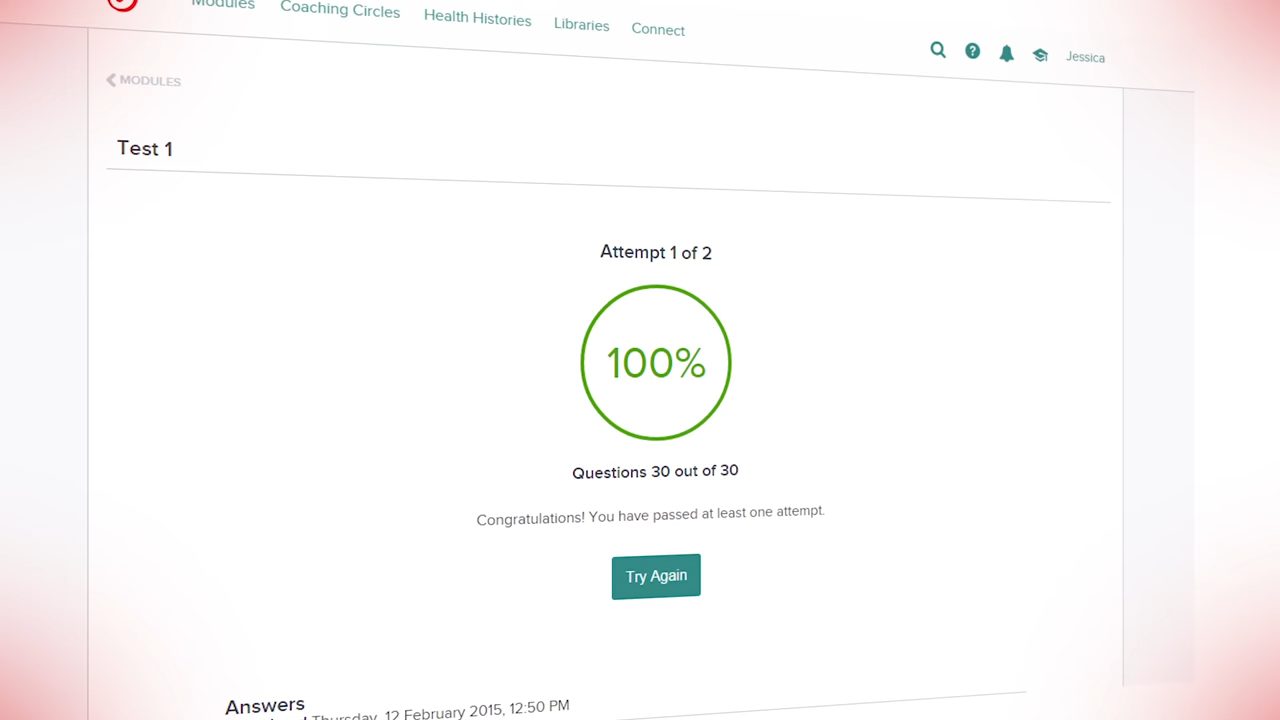 Modules Coaching Circles Health Histories Libraries Connect
Jessica
MODULES
Test 1
Attempt 1 of 2
100%
Questions 30 out of 30
Congratulations! You have passed at least one attempt.
Try Again
Answers
Thursday, 12 February 2015, 12:50 PM